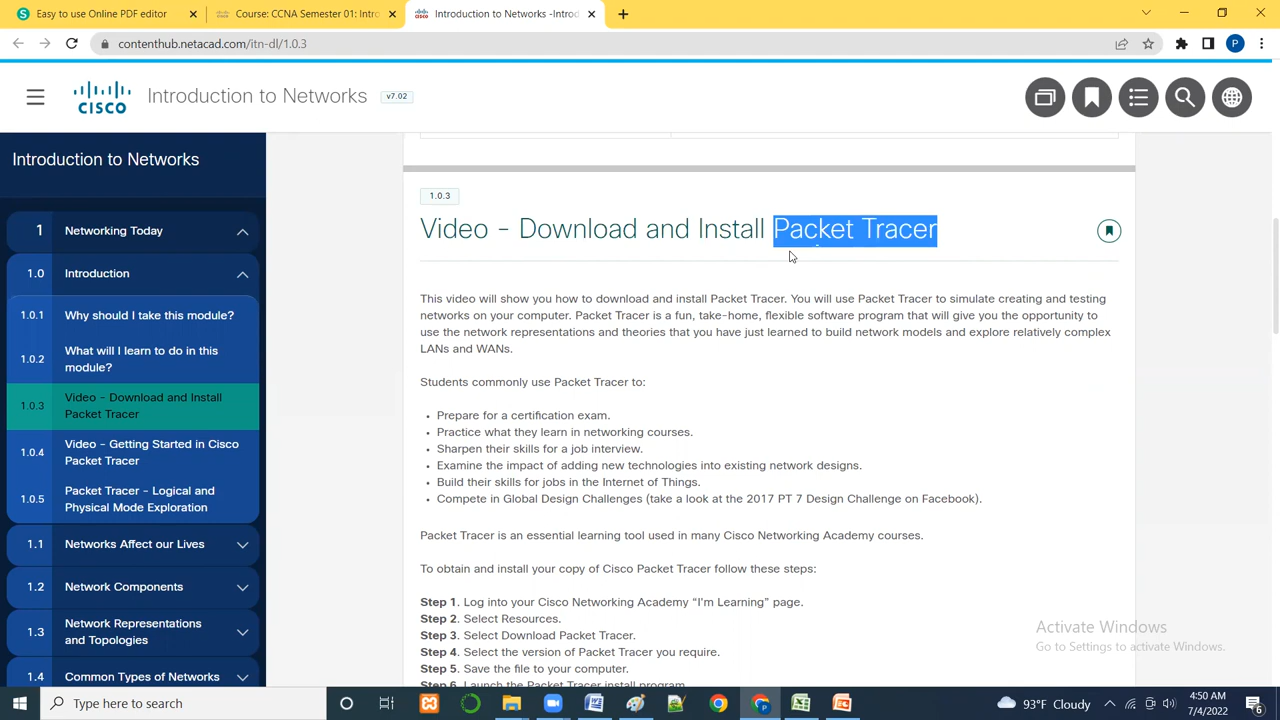 Easy to use Online PDF editor
Course: CCNA Semester 01: Intro
Introduction to Networks -Introd
contenthub.netacad.com/itn-dl/1.0.3
P
CISCO
Introduction to Networks
v7.02
Introduction to Networks
1 Networking Today
1.0 Introduction
1.0.1 Why should I take this module?
1.0.2 What will I learn to do in this
module?
1.0.3 Video - Download and Install
Packet Tracer
1.0.4 Video - Getting Started in Cisco
Packet Tracer
1.0.5 Packet Tracer - Logical and
Physical Mode Exploration
1.1 Networks Affect our Lives
1.2 Network Components
1.3 Network Representations
and Topologies
1.4 Common Types of Networks
1.0.3
Video - Download and Install Packet Tracer
This video will show you how to download and install Packet Tracer. You will use Packet Tracer to simulate creating and testing
networks on your computer. Packet Tracer is a fun, take-home, flexible software program that will give you the opportunity to
use the network representations and theories that you have just learned to build network models and explore relatively complex
LANs and WANs.
Students commonly use Packet Tracer to:
• Prepare for a certification exam.
• Practice what they learn in networking courses.
• Sharpen their skills for a job interview.
• Examine the impact of adding new technologies into existing network designs.
• Build their skills for jobs in the Internet of Things.
• Compete in Global Design Challenges (take a look at the 2017 PT 7 Design Challenge on Facebook).
Packet Tracer is an essential learning tool used in many Cisco Networking Academy courses.
To obtain and install your copy of Cisco Packet Tracer follow these steps:
Step 1. Log into your Cisco Networking Academy “I'm Learning” page.
Step 2. Select Resources.
Step 3. Select Download Packet Tracer.
Step 4. Select the version of Packet Tracer you require.
Step 5. Save the file to your computer.
Step 6. Launch the Packet Tracer install program.
Activate Windows
Go to Settings to activate Windows.
Type here to search
93°F Cloudy
4:50 AM
7/4/2022
6